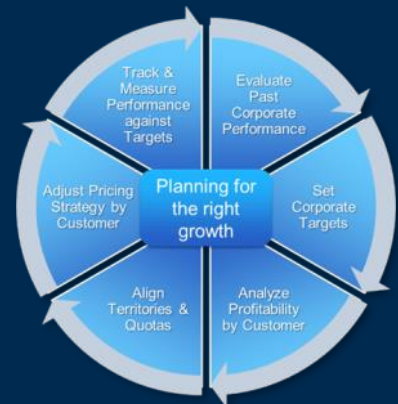 Track &
Measure
Performance
against
Targets
Evaluate
Past
Corporate
Performance
Adjust Pricing
Strategy by
Customer
Planning for
the right
growth
Set
Corporate
Targets
Align
Territories &
Quotas
Analyze
Profitability
by Customer